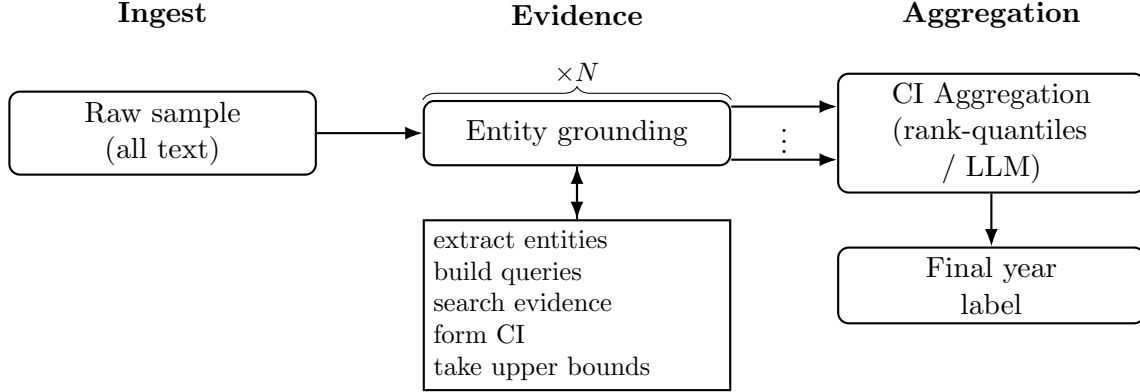 Ingest
Evidence
Aggregation
×N
Raw sample
(all text)
Entity grounding
⋮
CI Aggregation
(rank-quantiles
/ LLM)
extract entities
build queries
search evidence
form CI
take upper bounds
Final year
label